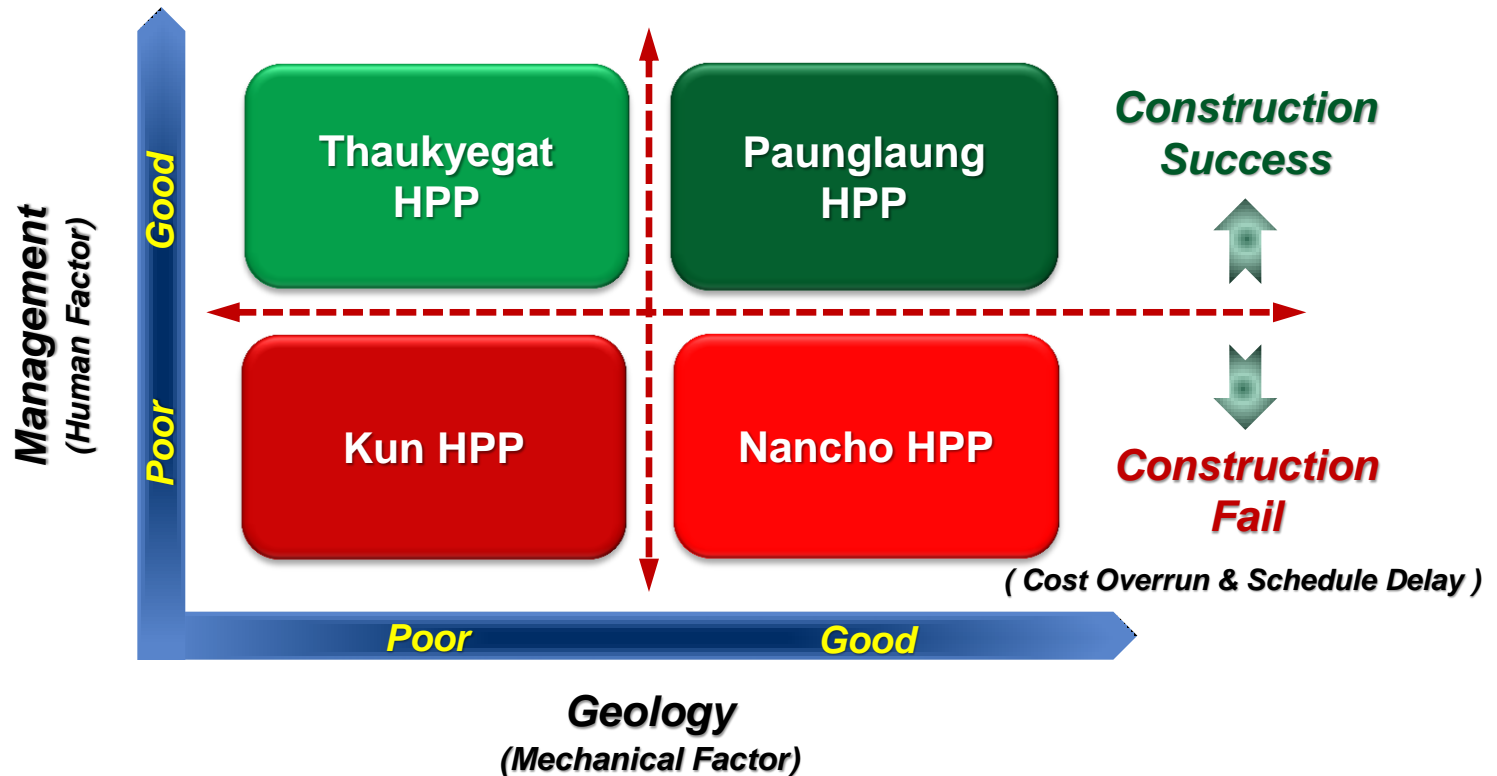 Thaukyegat
HPP
Paunglaung
HPP
Construction
Success
Management
(Human Factor)
Good
Poor
Kun HPP
Nancho HPP
Construction
Fail
( Cost Overrun & Schedule Delay )
Poor
Good
Geology
(Mechanical Factor)